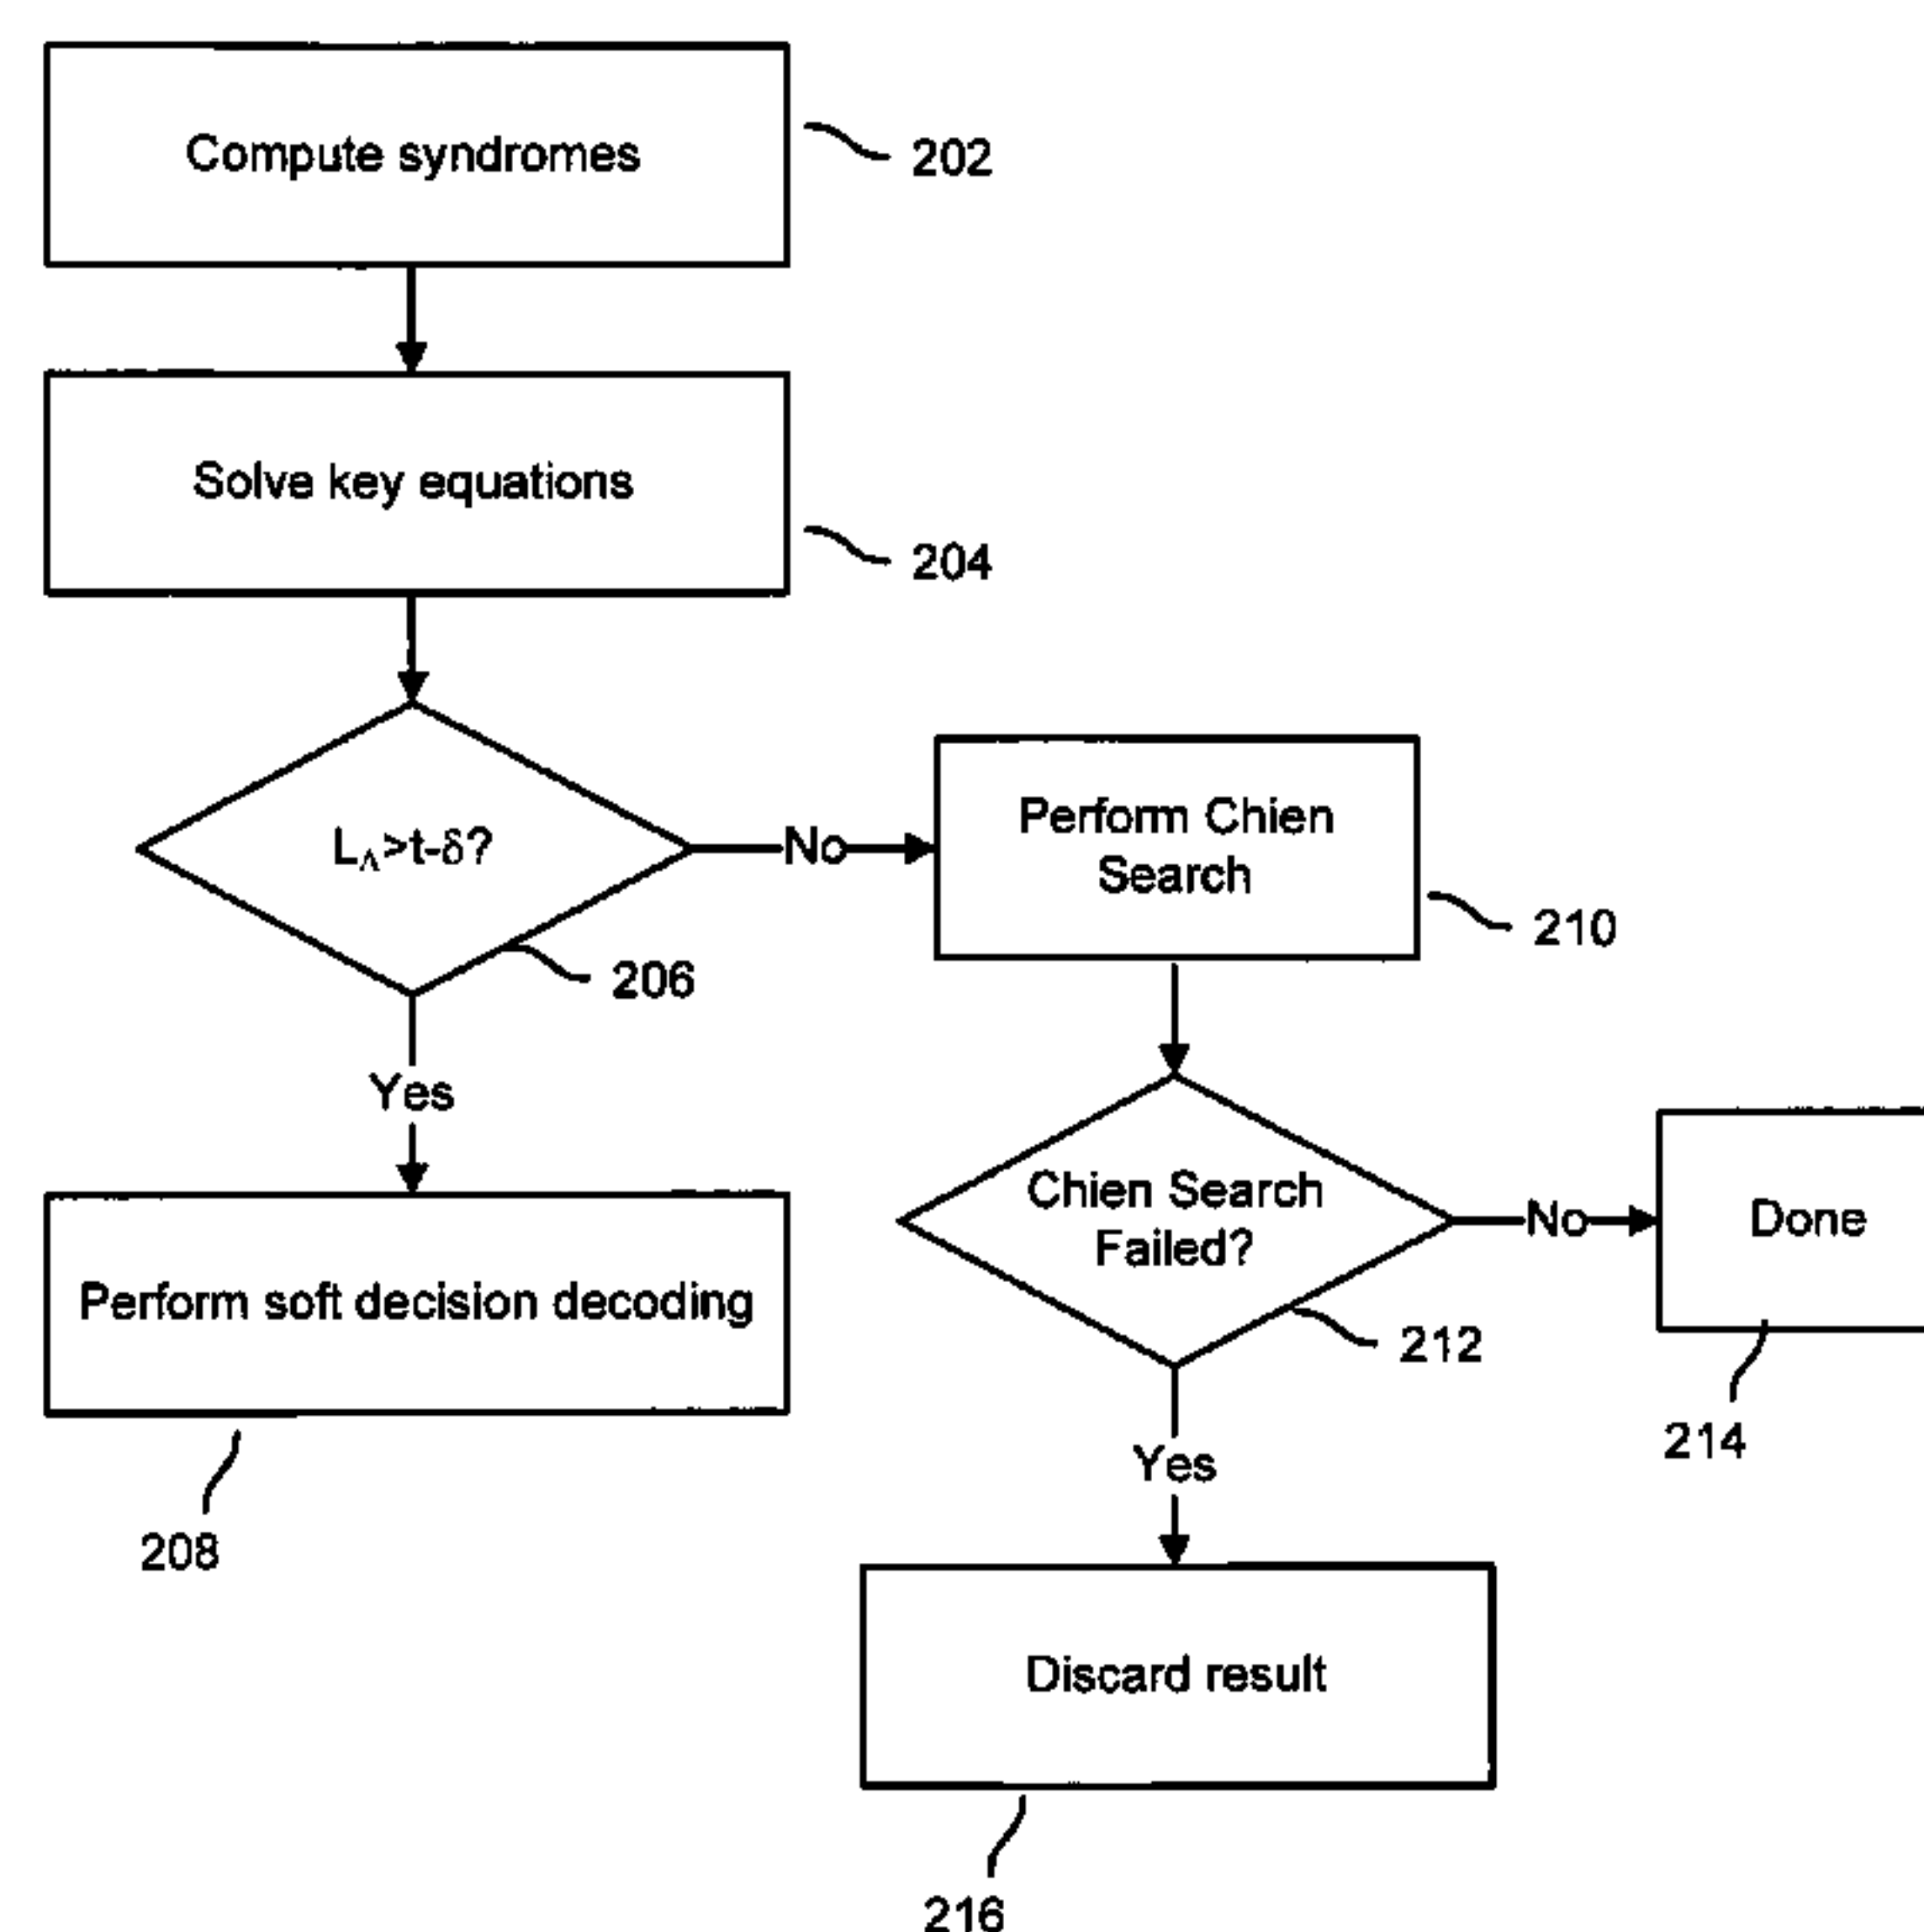 Compute syndromes
202
Solve key equations
204
L_Λ>t-δ?
206
No
Perform Chien
Search
210
Yes
Perform soft decision decoding
208
Chien Search
Failed?
212
No
Done
214
Yes
Discard result
216